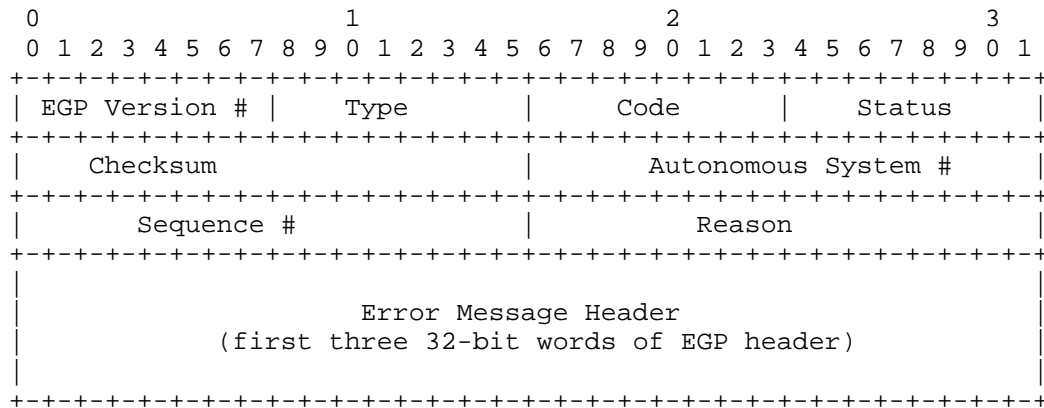 0                   1                   2                   3
 0 1 2 3 4 5 6 7 8 9 0 1 2 3 4 5 6 7 8 9 0 1 2 3 4 5 6 7 8 9 0 1
+-+-+-+-+-+-+-+-+-+-+-+-+-+-+-+-+-+-+-+-+-+-+-+-+-+-+-+-+-+-+-+-+
| EGP Version # |    Type       |     Code      |    Status     |
+-+-+-+-+-+-+-+-+-+-+-+-+-+-+-+-+-+-+-+-+-+-+-+-+-+-+-+-+-+-+-+-+
|    Checksum                   |       Autonomous System #     |
+-+-+-+-+-+-+-+-+-+-+-+-+-+-+-+-+-+-+-+-+-+-+-+-+-+-+-+-+-+-+-+-+
|       Sequence #              |          Reason               |
+-+-+-+-+-+-+-+-+-+-+-+-+-+-+-+-+-+-+-+-+-+-+-+-+-+-+-+-+-+-+-+-+
|                                                               |
|                     Error Message Header                      |
|            (first three 32-bit words of EGP header)           |
|                                                               |
+-+-+-+-+-+-+-+-+-+-+-+-+-+-+-+-+-+-+-+-+-+-+-+-+-+-+-+-+-+-+-+-+